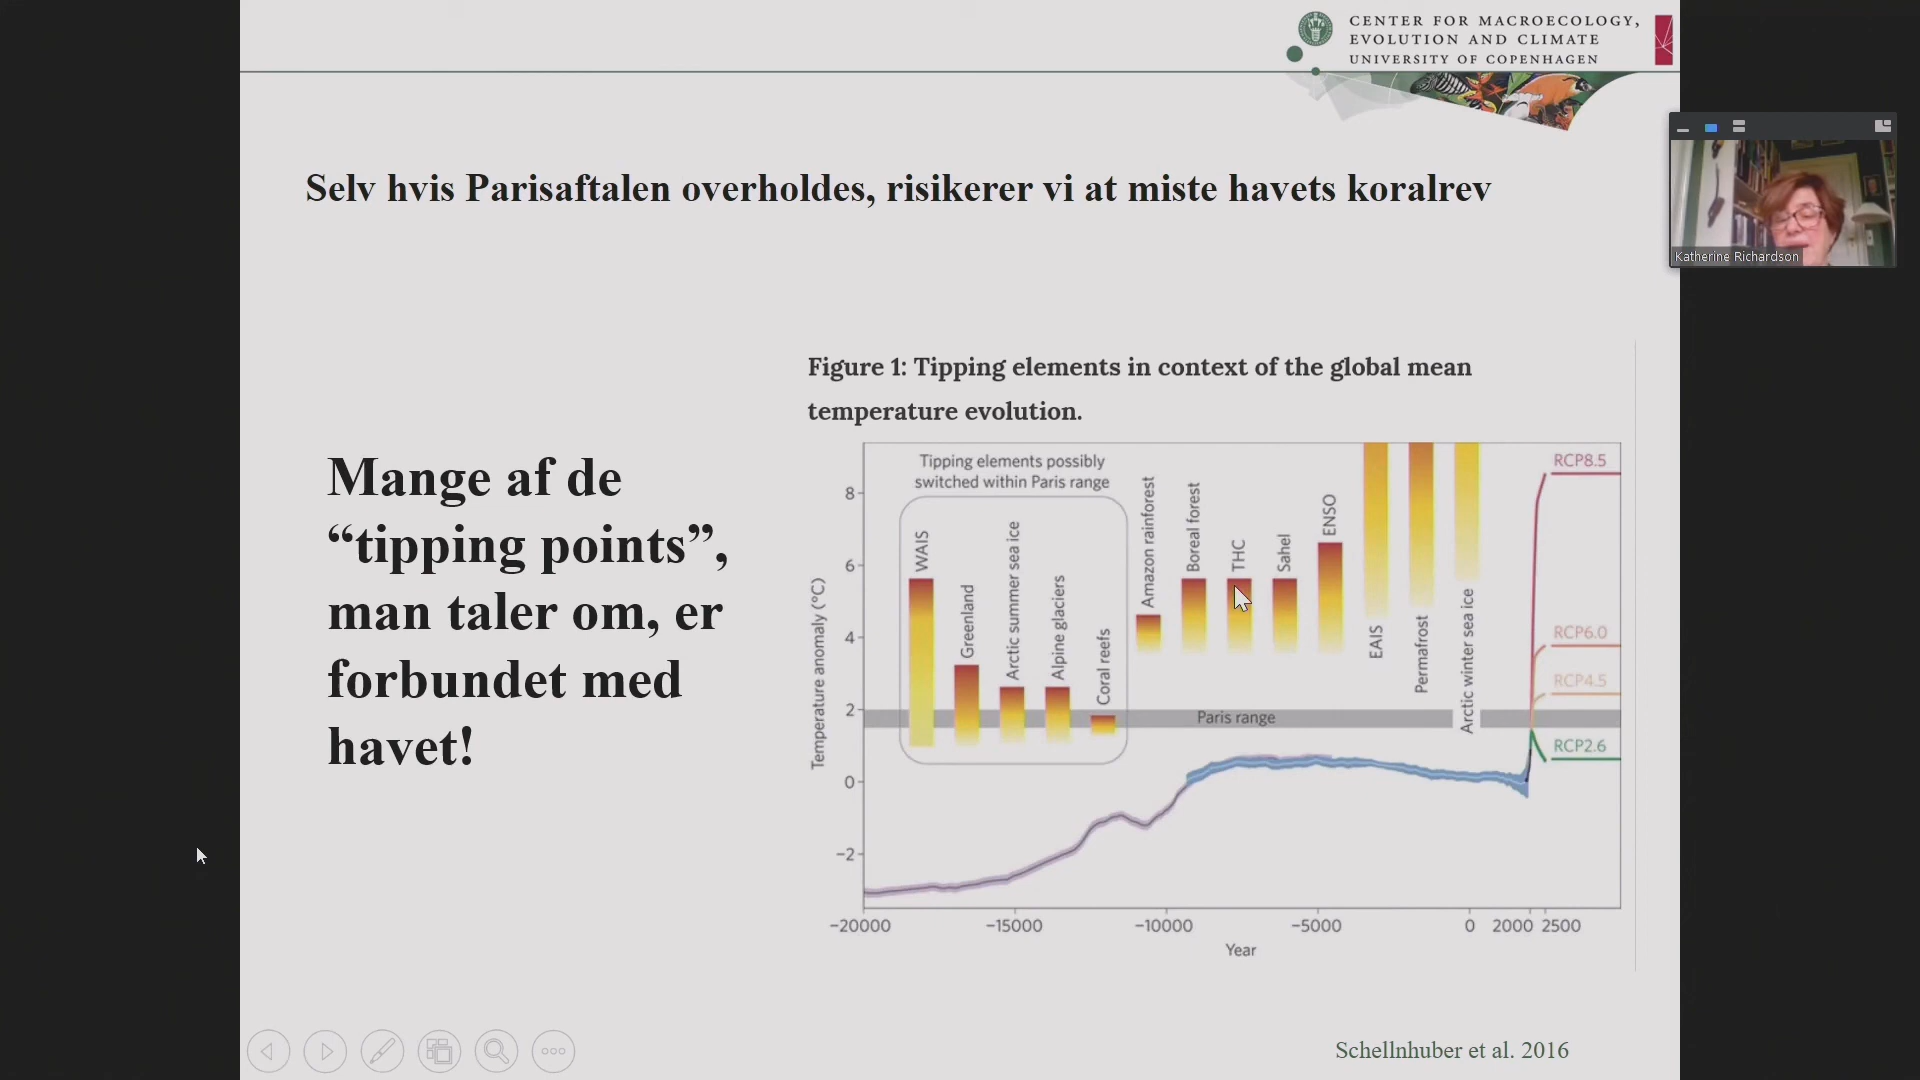 CENTER FOR MACROECOLOGY,
EVOLUTION AND CLIMATE
UNIVERSITY OF COPENHAGEN
Katherine Richardson
Selv hvis Parisaftalen overholdes, risikerer vi at miste havets koralrev
Mange af de
“tipping points”,
man taler om, er
forbundet med
havet!
Figure 1: Tipping elements in context of the global mean
temperature evolution.
Tipping elements possibly
switched within Paris range
WAIS
Greenland
Arctic summer sea ice
Alpine glaciers
Coral reefs
Amazon rainforest
Boreal forest
THC
Sahel
ENSO
EAIS
Permafrost
Arctic winter sea ice
RCP8.5
RCP6.0
RCP4.5
RCP2.6
Paris range
Temperature anomaly (°C)
8
6
4
2
0
−2
−20000 −15000 −10000 −5000 0 2000 2500
Year
Schellnhuber et al. 2016